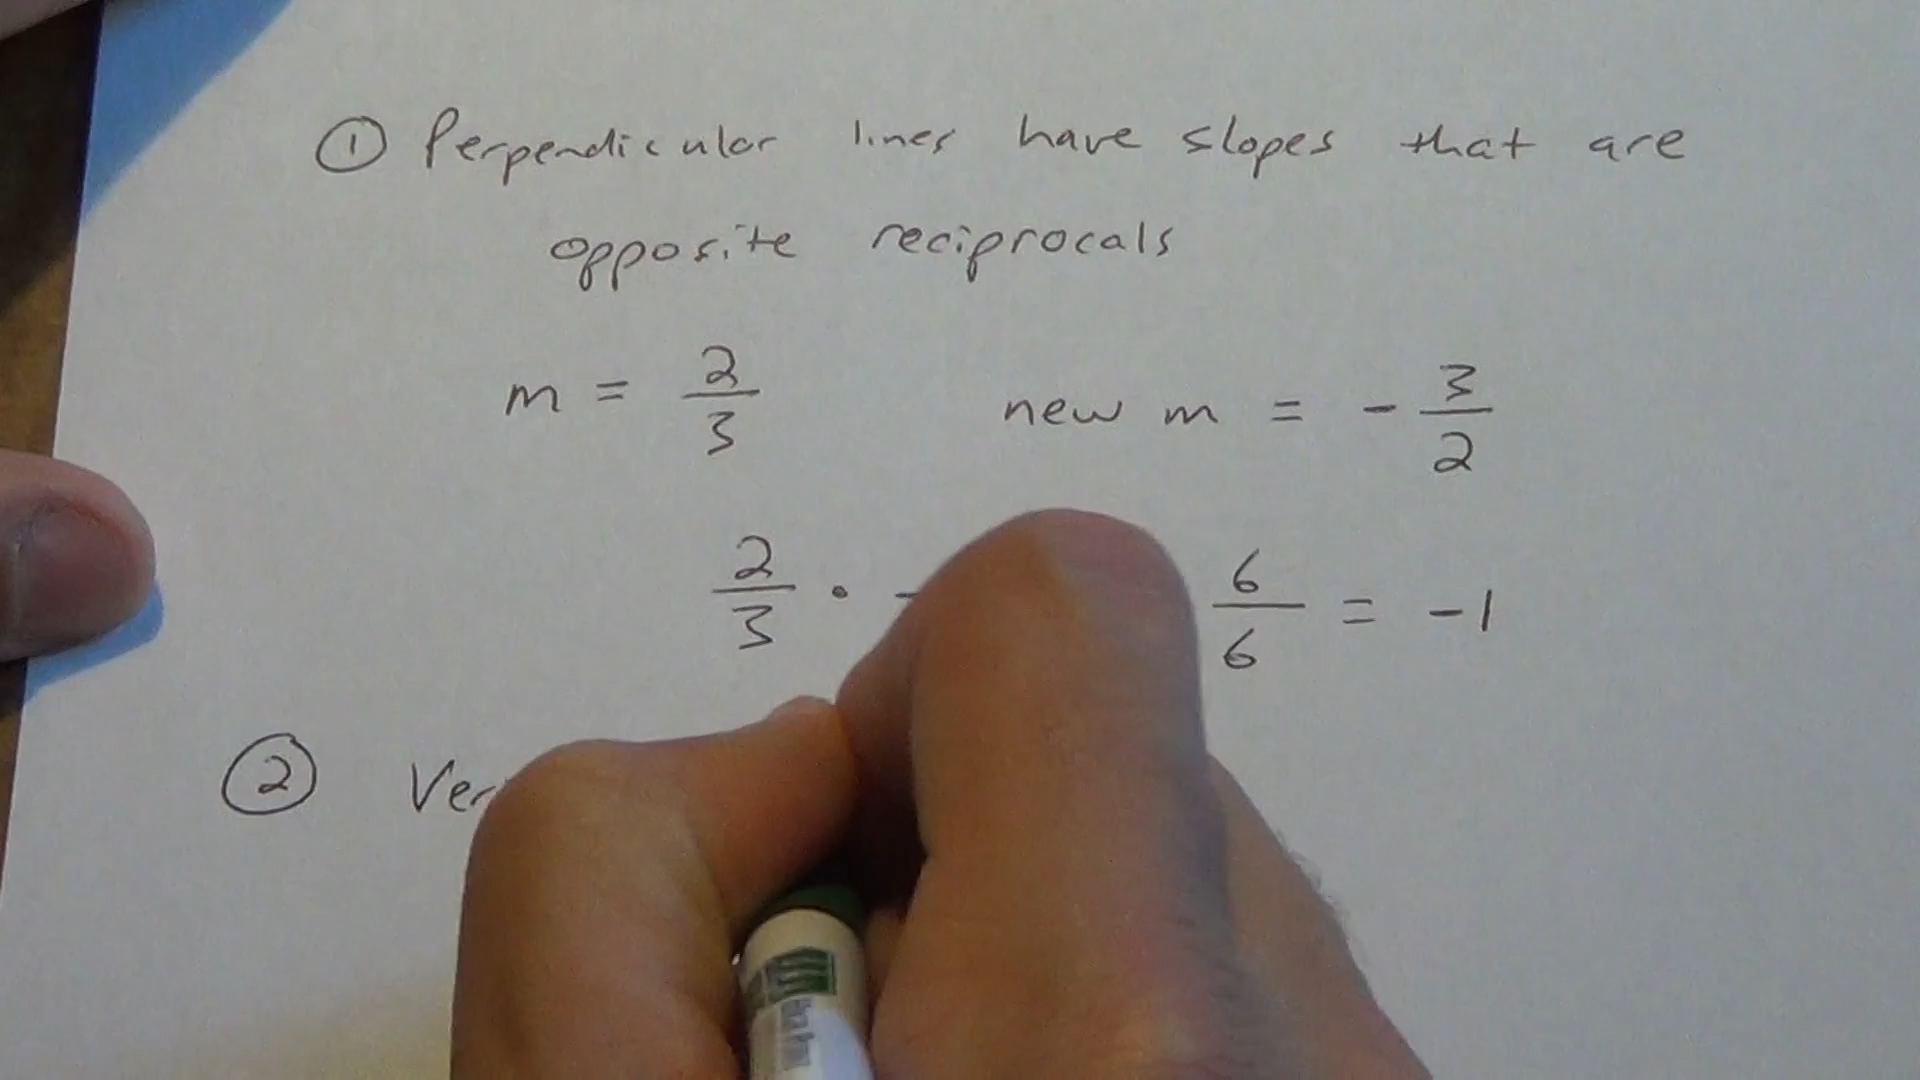 ① Perpendicular lines have slopes that are
opposite reciprocals
m = 2/3 new m = - 3/2
2/3 · - 6/6 = -1
②